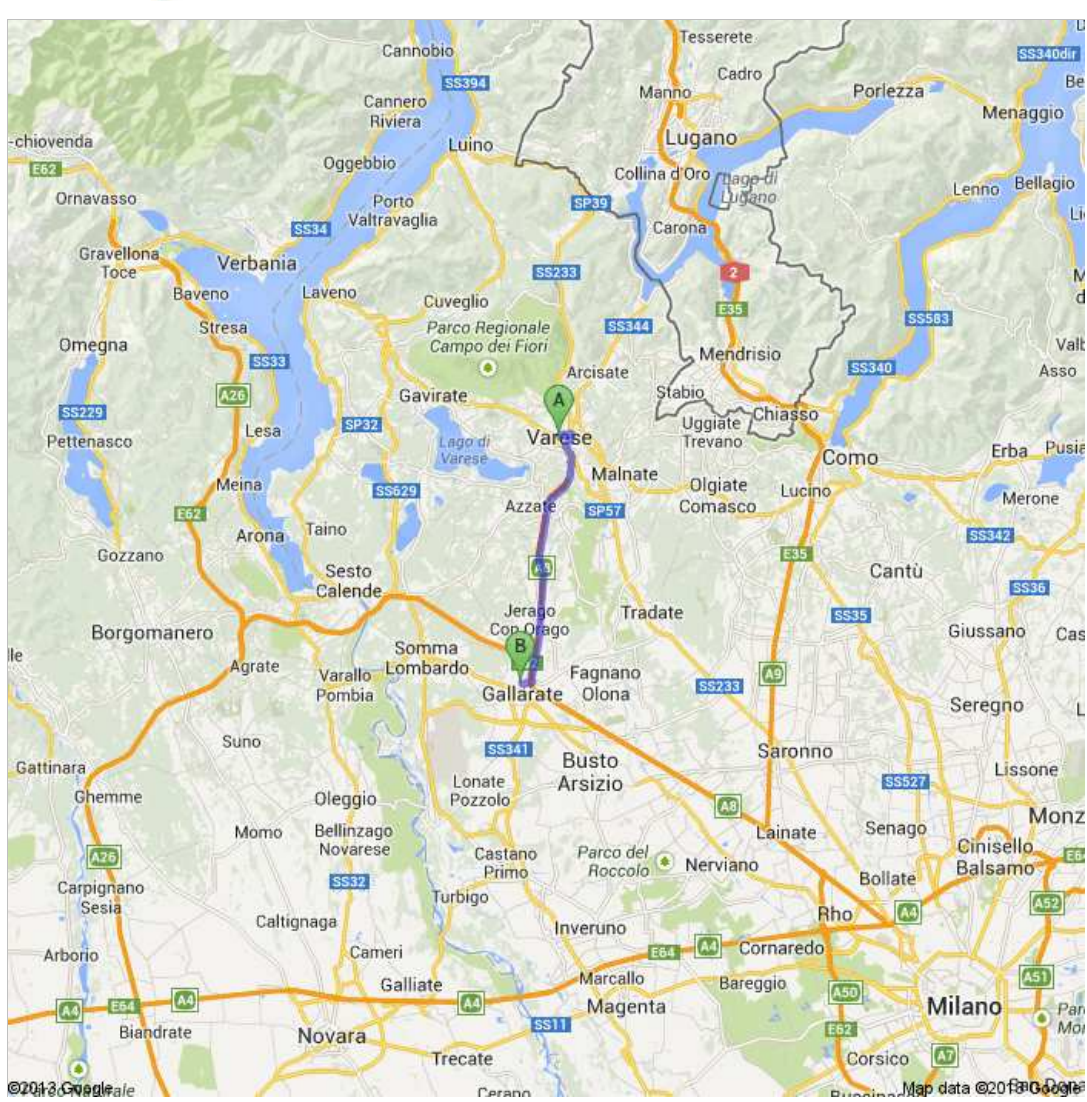 Tesserete
Cannobio
SS340dir
Cadro
SS394
Manno
Porlezza
Cannero
Riviera
Menaggio
Lugano
-chiovenda
Luino
Oggebbio
E62
Collina d'Oro
Lago di
Lugano
Lenno
Bellagio
Ornavasso
Porto
Valtravaglia
SP39
SS34
Carona
Gravellona
Toce
Verbania
SS233
2
Baveno
Laveno
Cuveglio
E35
SS583
Stresa
Parco Regionale
Campo dei Fiori
SS344
Omegna
Mendrisio
SS33
SS340
Arcisate
Asso
A26
Gavirate
A
Stabio
SS229
Chiasso
SP32
Uggiate
Trevano
Pettenasco
Lesa
Varese
Lago di
Varese
Erba
Como
Malnate
Meina
SS629
Olgiate
Comasco
Lucino
Merone
Azzate
SP57
E62
Arona
Taino
SS342
Gozzano
E35
Sesto
Calende
A8
Cantù
SS36
Jerago
Con Orago
Tradate
SS35
Borgomanero
Giussano
B
Somma
Lombardo
Agrate
Varallo
Pombia
Fagnano
Olona
A9
SS233
Gallarate
Seregno
Suno
SS341
Saronno
Busto
Arsizio
Gattinara
Lissone
Lonate
Pozzolo
SS527
Ghemme
Oleggio
A8
Lainate
Senago
Momo
Bellinzago
Novarese
Cinisello
Balsamo
A26
Castano
Primo
Parco del
Roccolo
Nerviano
SS32
Bollate
Carpignano
Sesia
Turbigo
A52
Rho
A4
Caltignaga
Inveruno
Arborio
Cameri
E64
A4
Cornaredo
Galliate
Marcallo
Bareggio
A51
A50
A4
E64
A4
A4
Magenta
Milano
Biandrate
SS11
E62
Novara
Trecate
Corsico
A7
©2013 Google
Map data ©2013 Google